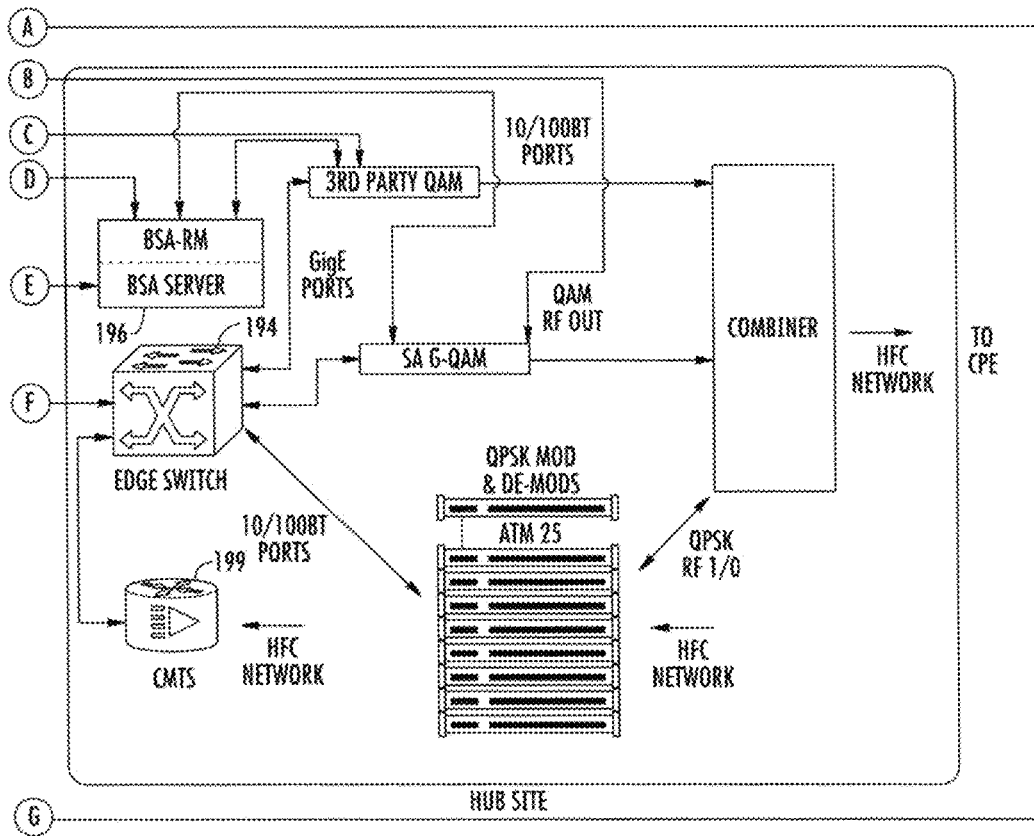 A
B
C
D
E
F
G
10/100BT
PORTS
3RD PARTY QAM
BSA-RM
BSA SERVER
196
194
GigE
PORTS
QAM
RF OUT
SA G-QAM
COMBINER
HFC
NETWORK
TO
CPE
EDGE SWITCH
QPSK MOD
& DE-MODS
ATM 25
10/100BT
PORTS
QPSK
RF 1/0
199
CMTS
HFC
NETWORK
HFC
NETWORK
HUB SITE